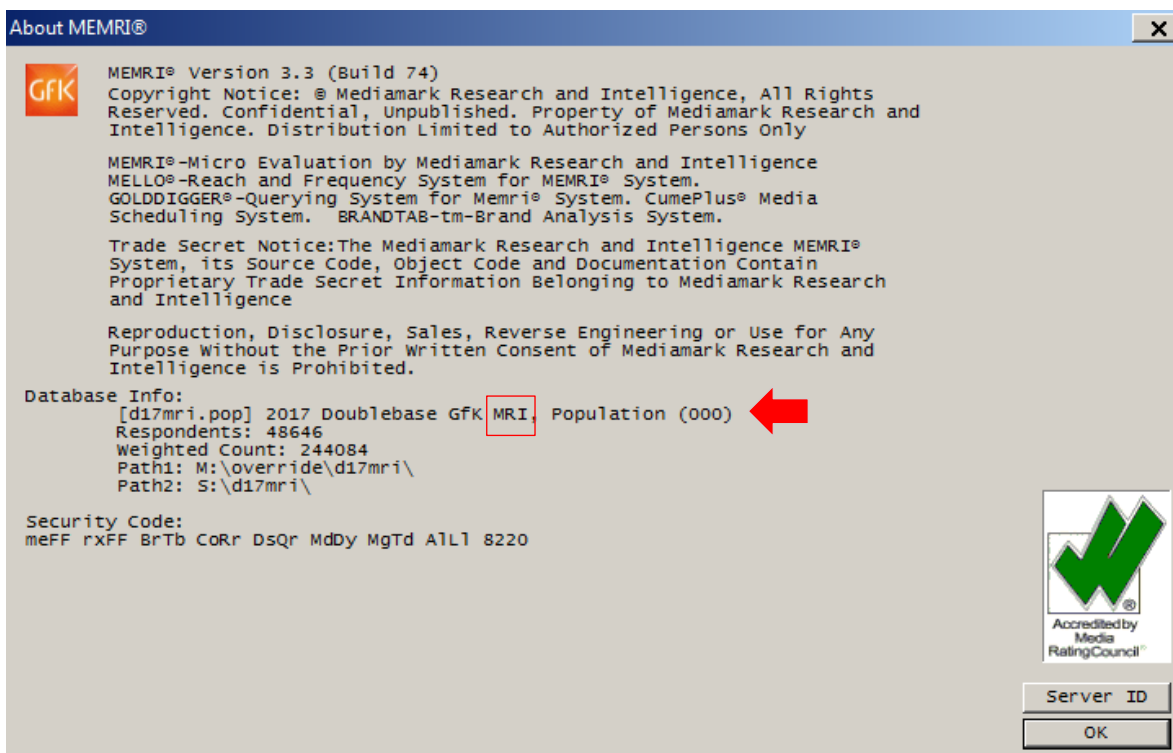 About MEMRI®
GfK
MEMRI® Version 3.3 (Build 74)
Copyright Notice: © Mediamark Research and Intelligence, All Rights
Reserved. Confidential, Unpublished. Property of Mediamark Research and
Intelligence. Distribution Limited to Authorized Persons Only
MEMRI®-Micro Evaluation by Mediamark Research and Intelligence
MELLO®-Reach and Frequency System for MEMRI® System.
GOLDDIGGER®-Querying System for Memri® System. CumePlus® Media
Scheduling System.  BRANDTAB-tm-Brand Analysis System.
Trade Secret Notice:The Mediamark Research and Intelligence MEMRI®
System, its Source Code, Object Code and Documentation Contain
Proprietary Trade Secret Information Belonging to Mediamark Research
and Intelligence
Reproduction, Disclosure, Sales, Reverse Engineering or Use for Any
Purpose Without the Prior Written Consent of Mediamark Research and
Intelligence is Prohibited.
Database Info:
[d17mri.pop] 2017 Doublebase GfK MRI, Population (000)
Respondents: 48646
Weighted Count: 244084
Path1: M:\override\d17mri\
Path2: S:\d17mri\
Security Code:
meFF rxFF BrTb CoRr DsQr MdDy MgTd AlLl 8220
®
Accredited by
Media
Rating Council®
Server ID
OK